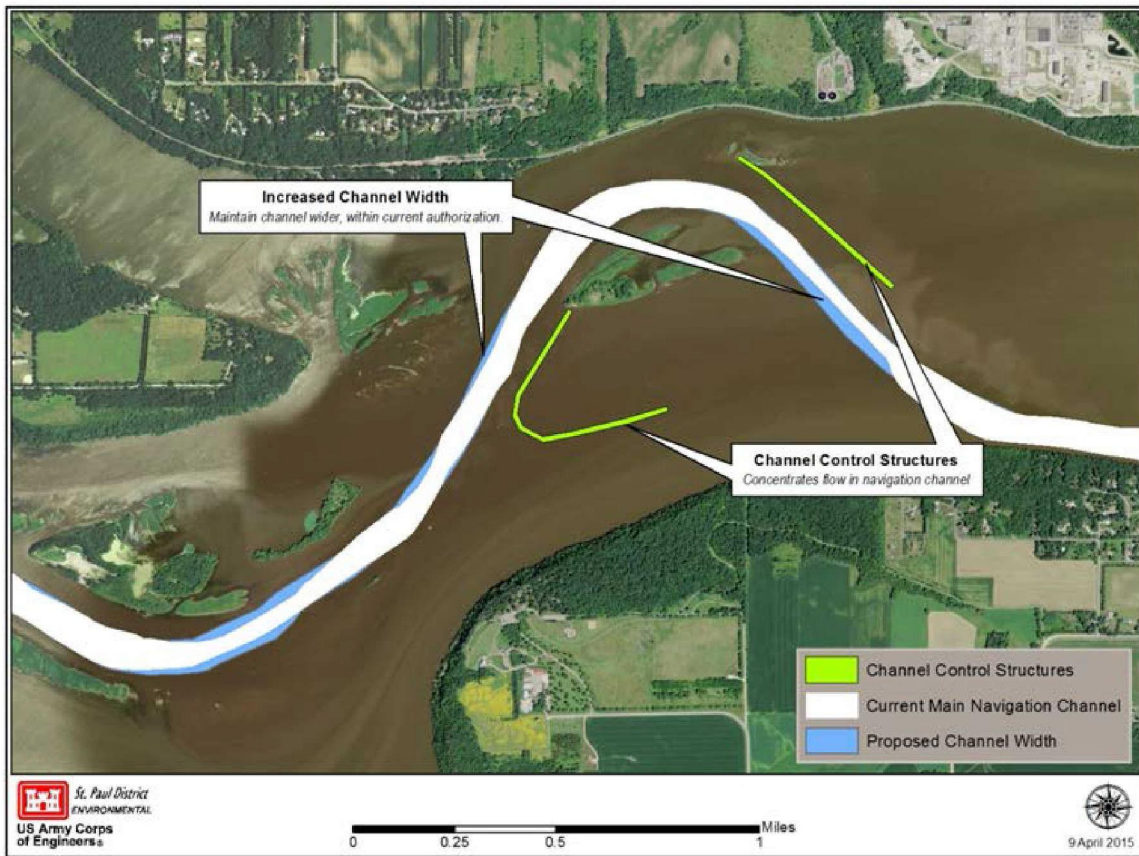 Increased Channel Width
Maintain channel wider, within current authorization
Channel Control Structures
Concentrates flow in navigation channel
Channel Control Structures
Current Main Navigation Channel
Proposed Channel Width
St. Paul District
ENVIRONMENTAL
US Army Corps
of Engineers®
Miles
0 0.25 0.5 1
9 April 2015